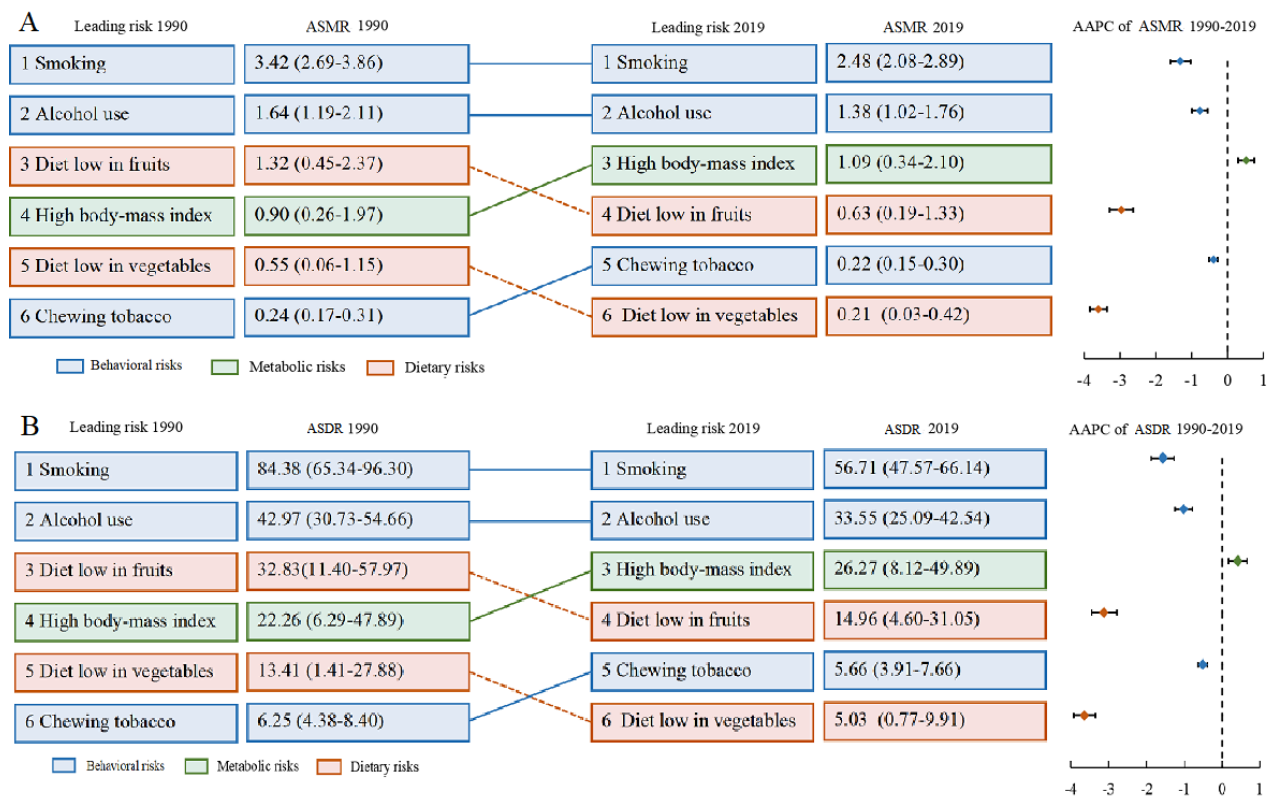 A
Leading risk 1990 ASMR 1990 Leading risk 2019 ASMR 2019 AAPC of ASMR 1990-2019
1 Smoking 3.42 (2.69-3.86) 1 Smoking 2.48 (2.08-2.89)
2 Alcohol use 1.64 (1.19-2.11) 2 Alcohol use 1.38 (1.02-1.76)
3 Diet low in fruits 1.32 (0.45-2.37) 3 High body-mass index 1.09 (0.34-2.10)
4 High body-mass index 0.90 (0.26-1.97) 4 Diet low in fruits 0.63 (0.19-1.33)
5 Diet low in vegetables 0.55 (0.06-1.15) 5 Chewing tobacco 0.22 (0.15-0.30)
6 Chewing tobacco 0.24 (0.17-0.31) 6 Diet low in vegetables 0.21 (0.03-0.42)
Behavioral risks Metabolic risks Dietary risks
-4 -3 -2 -1 0 1
B
Leading risk 1990 ASDR 1990 Leading risk 2019 ASDR 2019 AAPC of ASDR 1990-2019
1 Smoking 84.38 (65.34-96.30) 1 Smoking 56.71 (47.57-66.14)
2 Alcohol use 42.97 (30.73-54.66) 2 Alcohol use 33.55 (25.09-42.54)
3 Diet low in fruits 32.83(11.40-57.97) 3 High body-mass index 26.27 (8.12-49.89)
4 High body-mass index 22.26 (6.29-47.89) 4 Diet low in fruits 14.96 (4.60-31.05)
5 Diet low in vegetables 13.41 (1.41-27.88) 5 Chewing tobacco 5.66 (3.91-7.66)
6 Chewing tobacco 6.25 (4.38-8.40) 6 Diet low in vegetables 5.03 (0.77-9.91)
Behavioral risks Metabolic risks Dietary risks
-4 -3 -2 -1 0 1